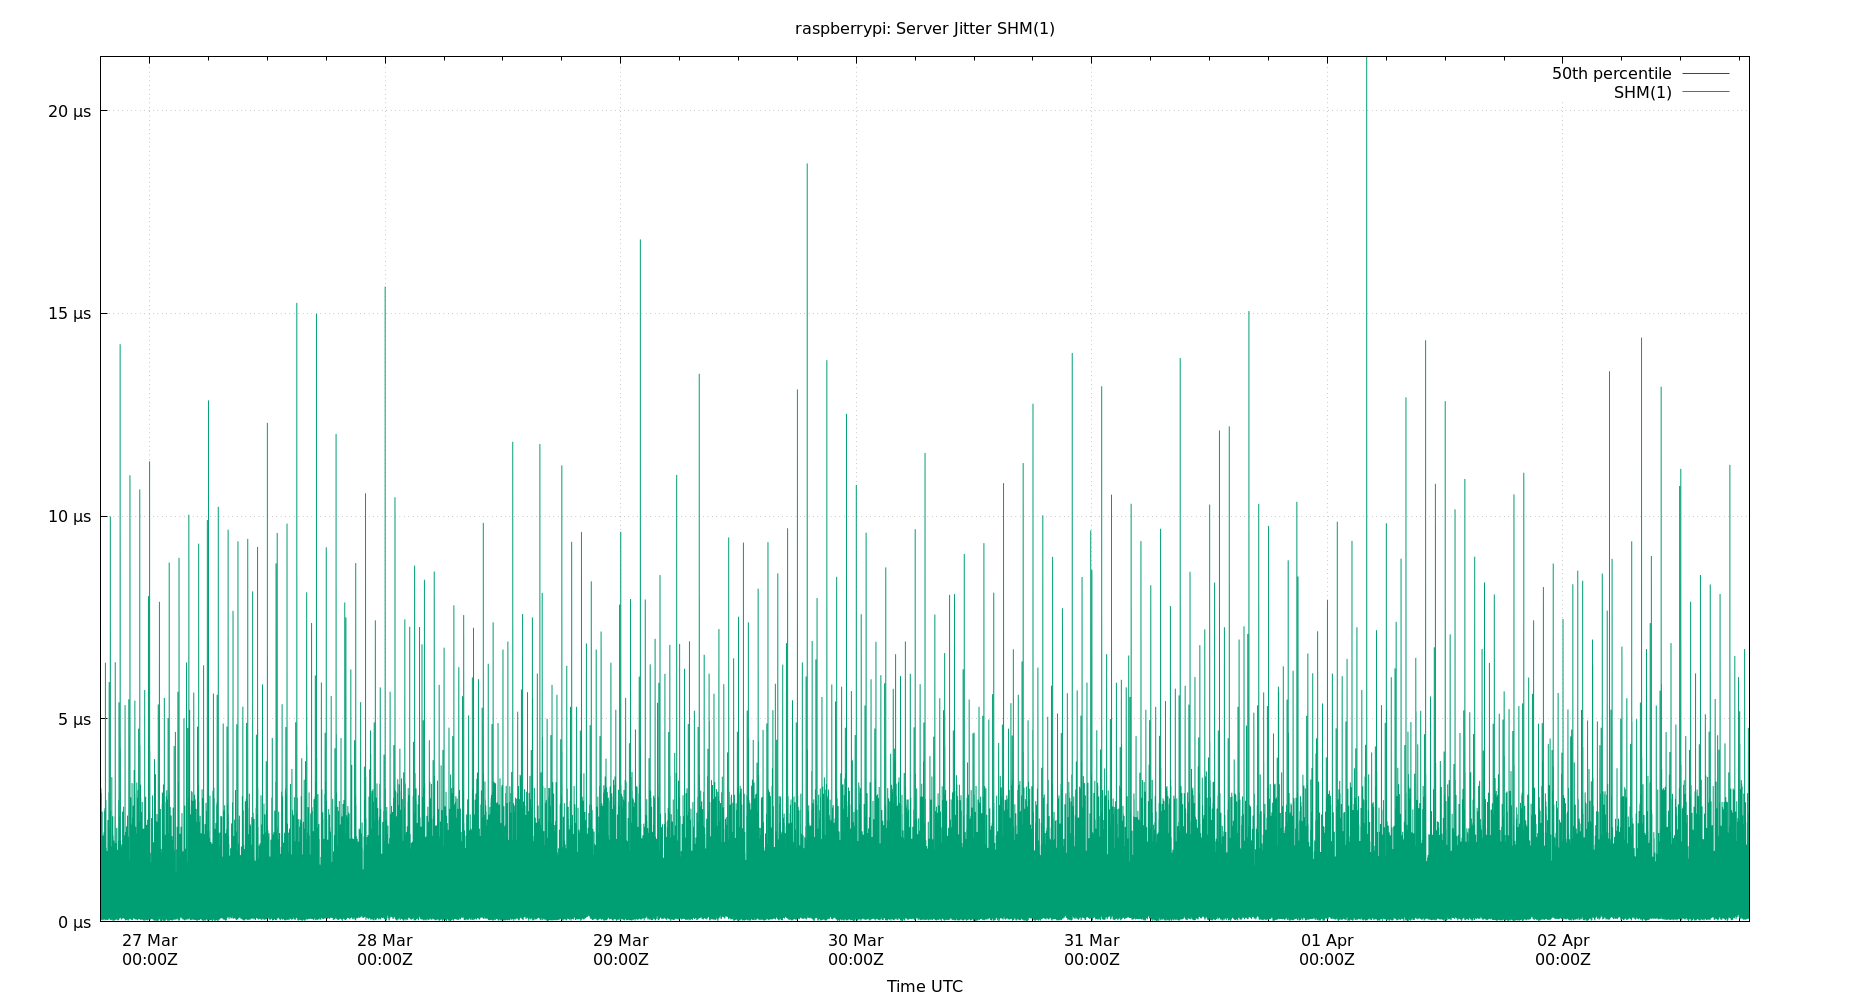 raspberrypi: Server Jitter SHM(1)
50th percentile
SHM(1)
20 µs
15 µs
10 µs
5 µs
0 µs
27 Mar 28 Mar 29 Mar 30 Mar 31 Mar 01 Apr 02 Apr
00:00Z 00:00Z 00:00Z 00:00Z 00:00Z 00:00Z 00:00Z
Time UTC